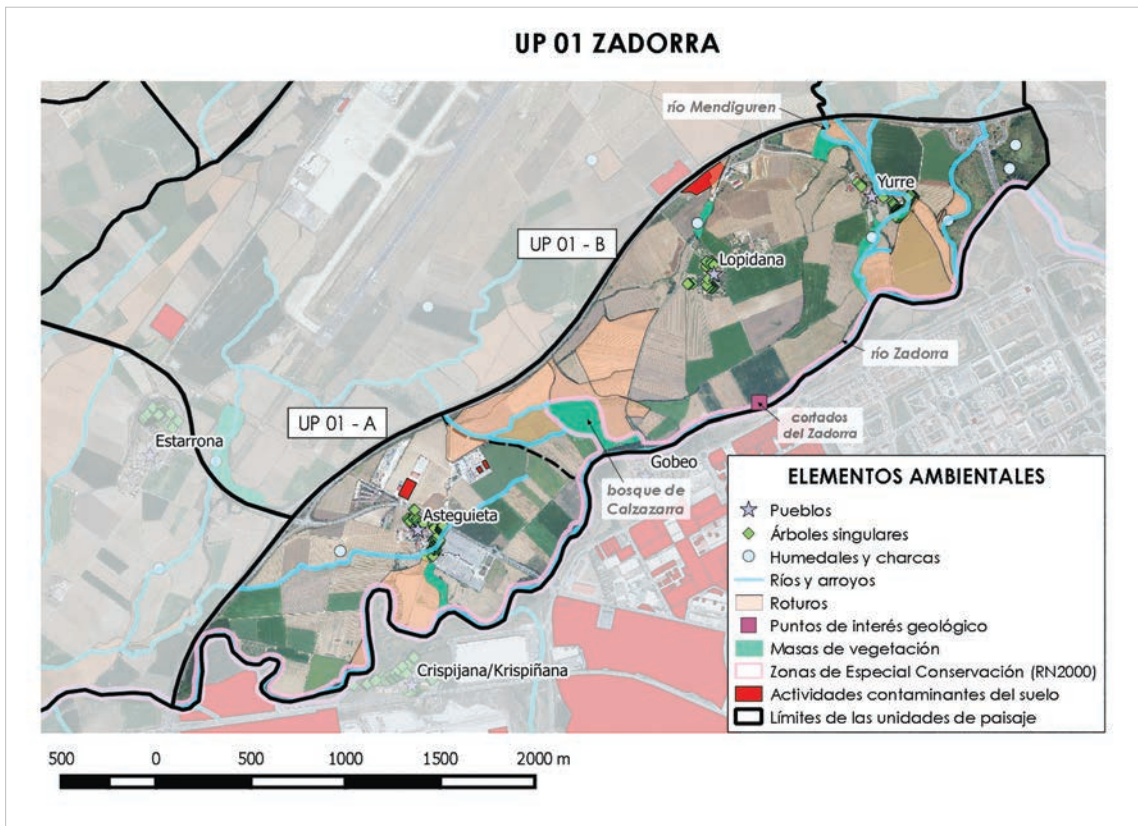 UP 01 ZADORRA
río Mendiguren
Yurre
UP 01 - B
Lopidana
río Zadorra
UP 01 - A
cortados
del Zadorra
Estarrona
Gobeo
bosque de
Calzazarra
Asteguieta
Crispijana/Krispiñana
ELEMENTOS AMBIENTALES
Pueblos
Árboles singulares
Humedales y charcas
Ríos y arroyos
Roturos
Puntos de interés geológico
Masas de vegetación
Zonas de Especial Conservación (RN2000)
Actividades contaminantes del suelo
Límites de las unidades de paisaje
500 0 500 1000 1500 2000 m